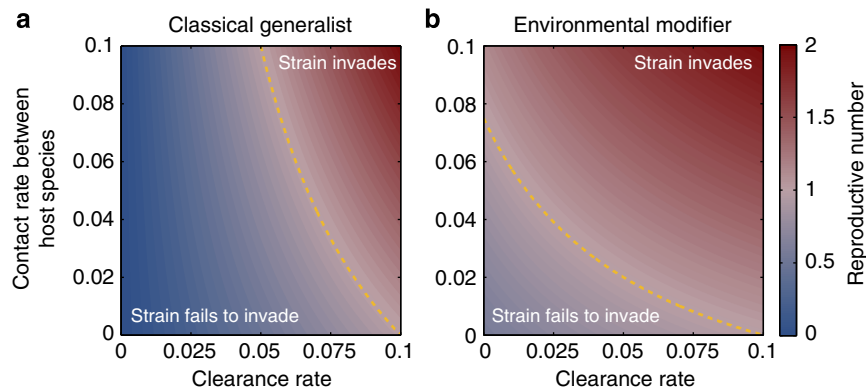 a Classical generalist
b Environmental modifier
Contact rate between
host species
0.1
0.08
0.06
0.04
0.02
0
Strain invades
Strain fails to invade
0 0.025 0.05 0.075 0.1
Clearance rate
0.1
0.08
0.06
0.04
0.02
0
Strain invades
Strain fails to invade
0 0.025 0.05 0.075 0.1
Clearance rate
2
1.5
1
0.5
0
Reproductive number